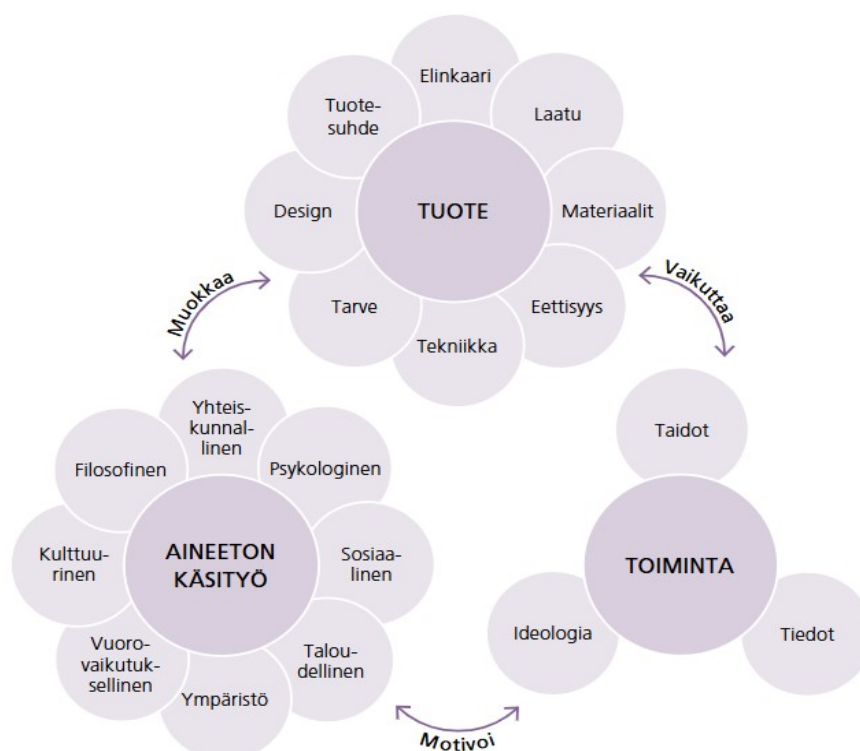 Elinkaari
Tuote-
suhde
Laatu
Design
TUOTE
Materiaalit
Tarve
Eettisyys
Tekniikka
Muokkaa
Vaikuttaa
Yhteis-
kunnal-
linen
Filosofinen
Psykologinen
Kulttuu-
rinen
AINEETON
KÄSITYÖ
Sosiaa-
linen
Vuoro-
vaikutuk-
sellinen
Talou-
dellinen
Ympäristö
Taidot
TOIMINTA
Ideologia
Tiedot
Motivoi